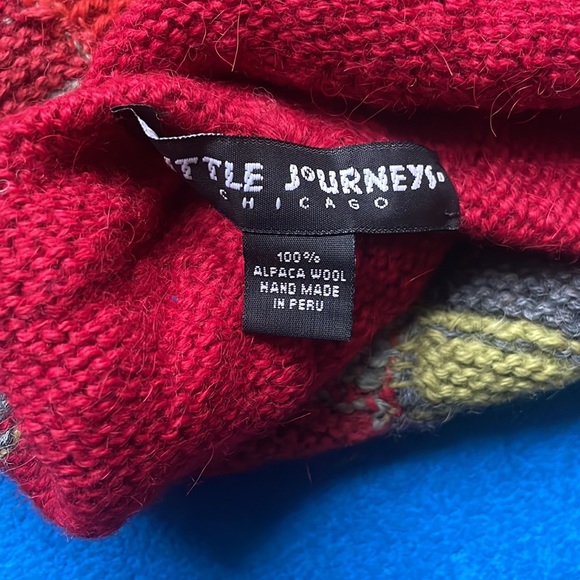 TTLE JOURNEYS.
CHICAGO
100%
ALPACA WOOL
HAND MADE
IN PERU